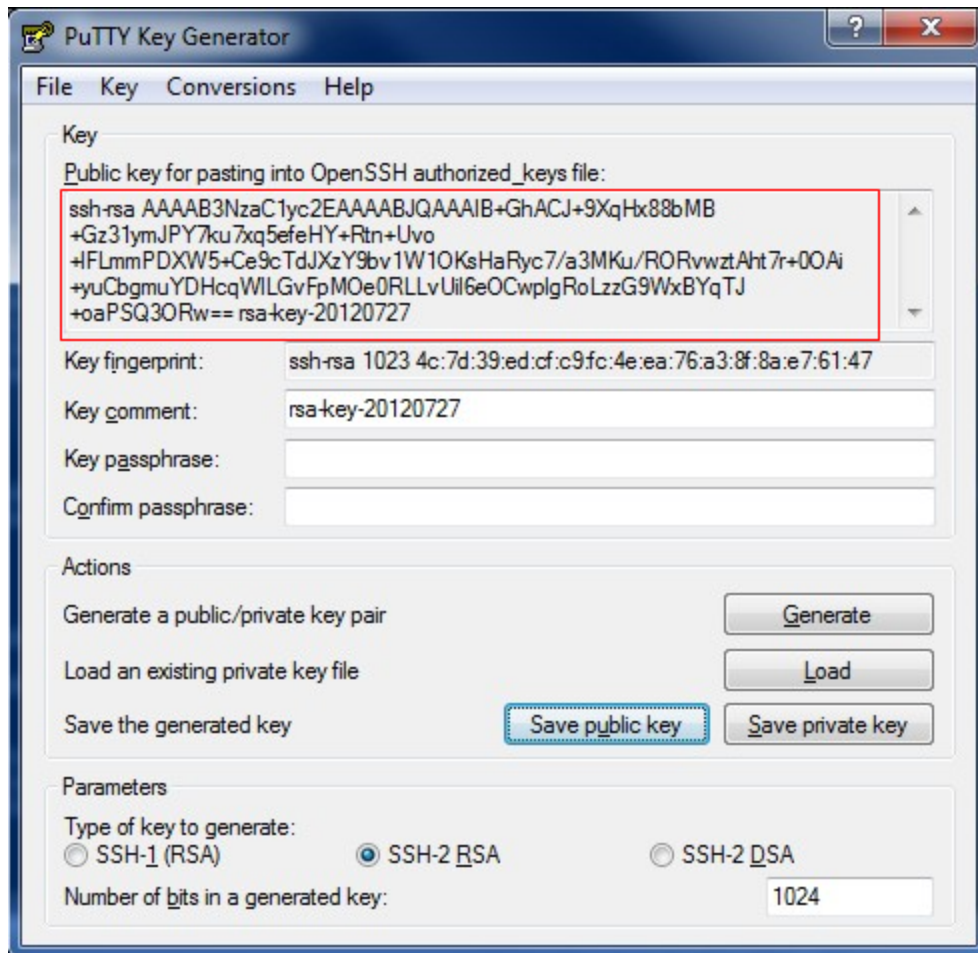 PuTTY Key Generator
File Key Conversions Help
Key
Public key for pasting into OpenSSH authorized_keys file:
ssh-rsa AAAAB3NzaC1yc2EAAAABJQAAAIB+GhACJ+9XqHx88bMB
+Gz31ymJPY7ku7xq5efeHY+Rtn+Uvo
+IFLmmPDXW5+Ce9cTdJXzY9bv1W1OKsHaRyc7/a3MKu/RORvwztAht7r+0OAi
+yuCbgmuYDHcqWILGvFpMOe0RLLvUil6eOCwplgRoLzzG9WxBYqTJ
+oaPSQ3ORw== rsa-key-20120727
Key fingerprint: ssh-rsa 1023 4c:7d:39:ed:cf:c9:fc:4e:ea:76:a3:8f:8a:e7:61:47
Key comment: rsa-key-20120727
Key passphrase:
Confirm passphrase:
Actions
Generate a public/private key pair Generate
Load an existing private key file Load
Save the generated key Save public key Save private key
Parameters
Type of key to generate:
SSH-1 (RSA) SSH-2 RSA SSH-2 DSA
Number of bits in a generated key: 1024